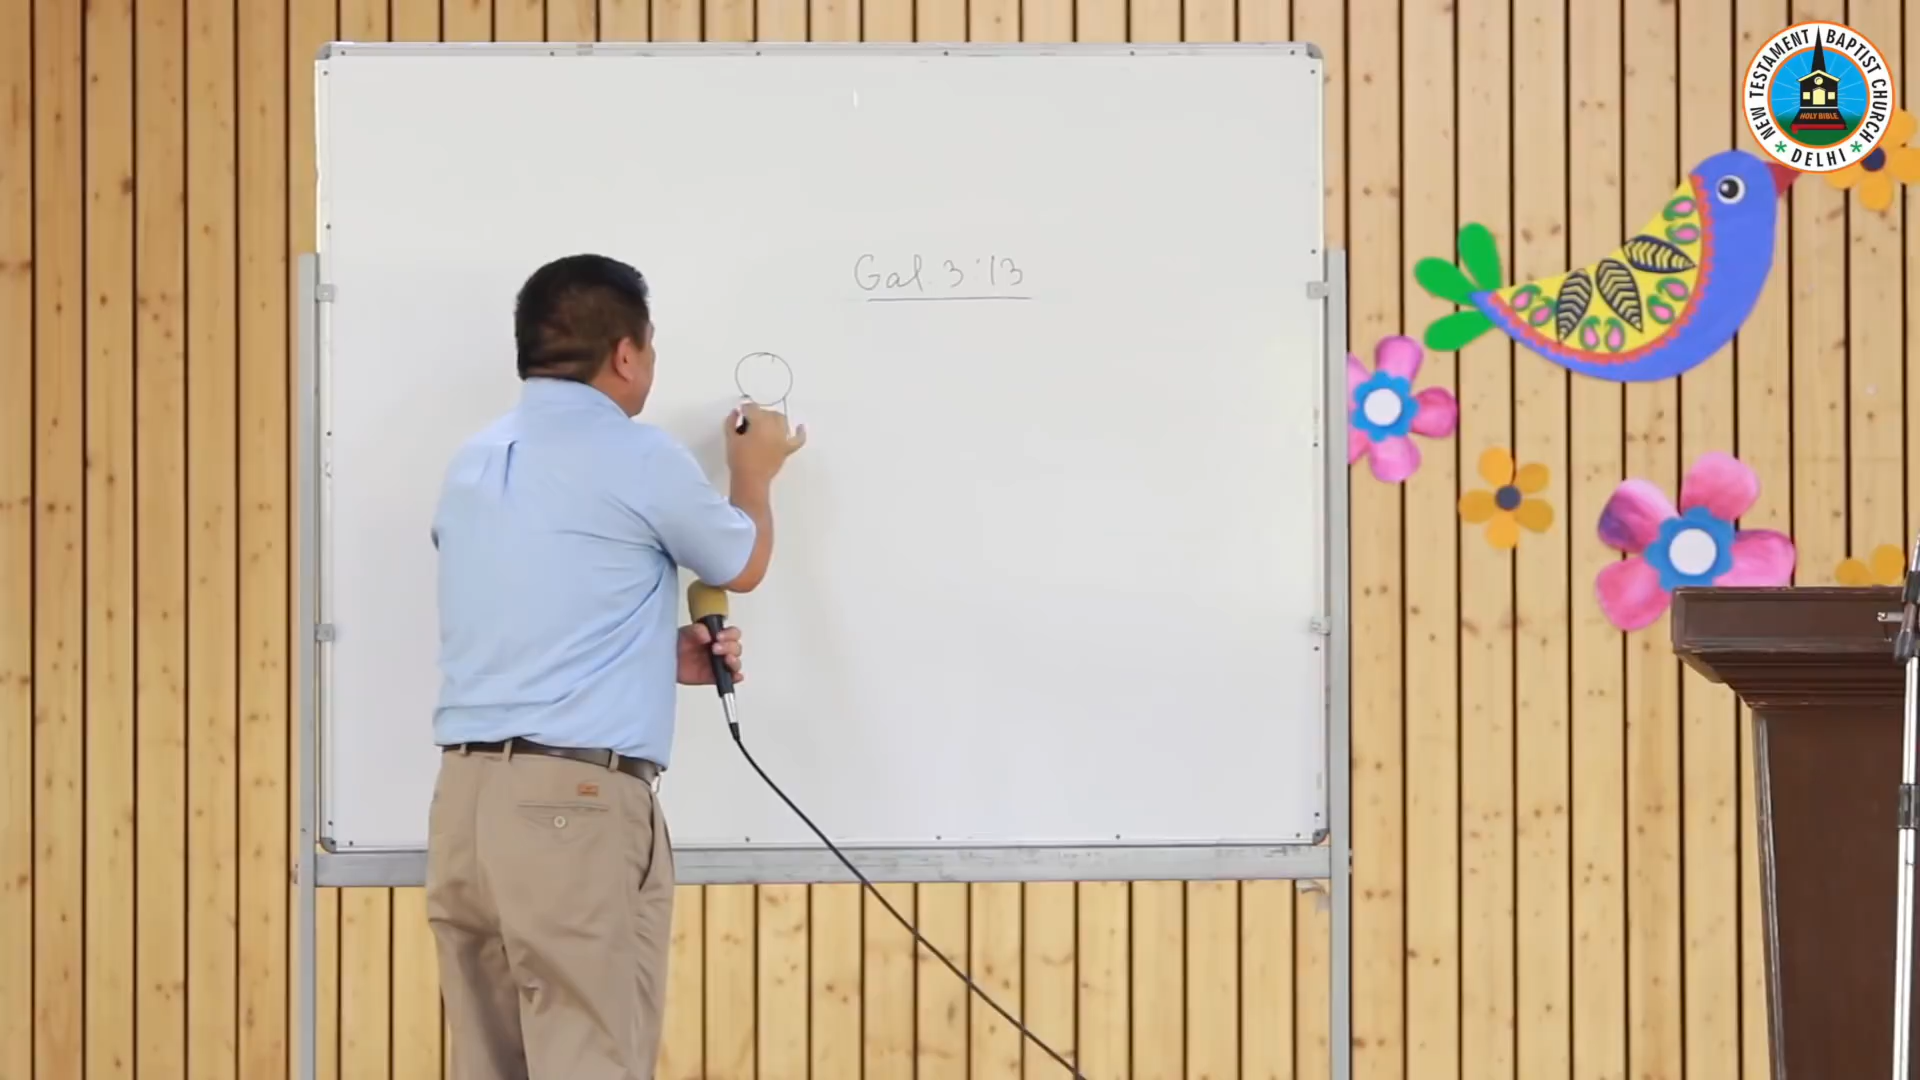 NEW TESTAMENT BAPTIST CHURCH
HOLY BIBLE
* DELHI *
Gal. 3:13